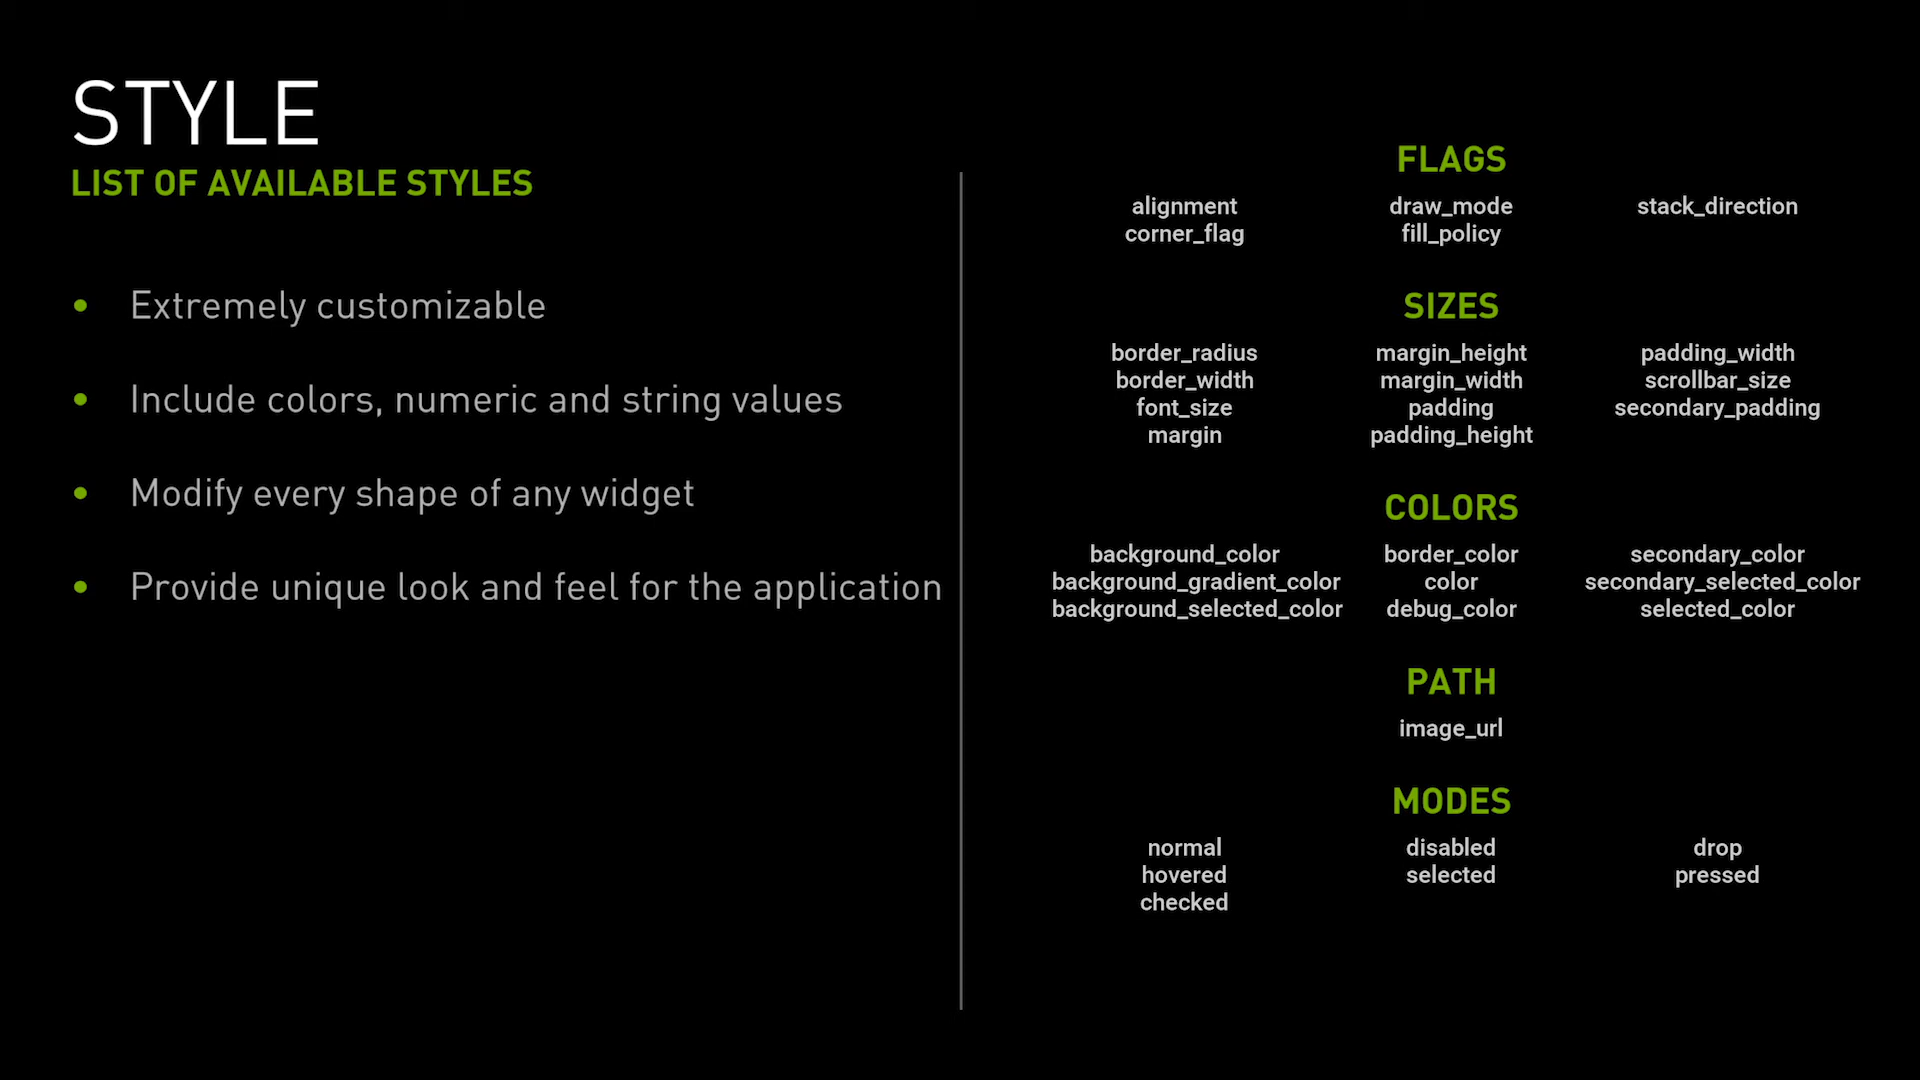 STYLE
LIST OF AVAILABLE STYLES
• Extremely customizable
• Include colors, numeric and string values
• Modify every shape of any widget
• Provide unique look and feel for the application
FLAGS
alignment draw_mode stack_direction
corner_flag fill_policy
SIZES
border_radius margin_height padding_width
border_width margin_width scrollbar_size
font_size padding secondary_padding
margin padding_height
COLORS
background_color border_color secondary_color
background_gradient_color color secondary_selected_color
background_selected_color debug_color selected_color
PATH
image_url
MODES
normal disabled drop
hovered selected pressed
checked